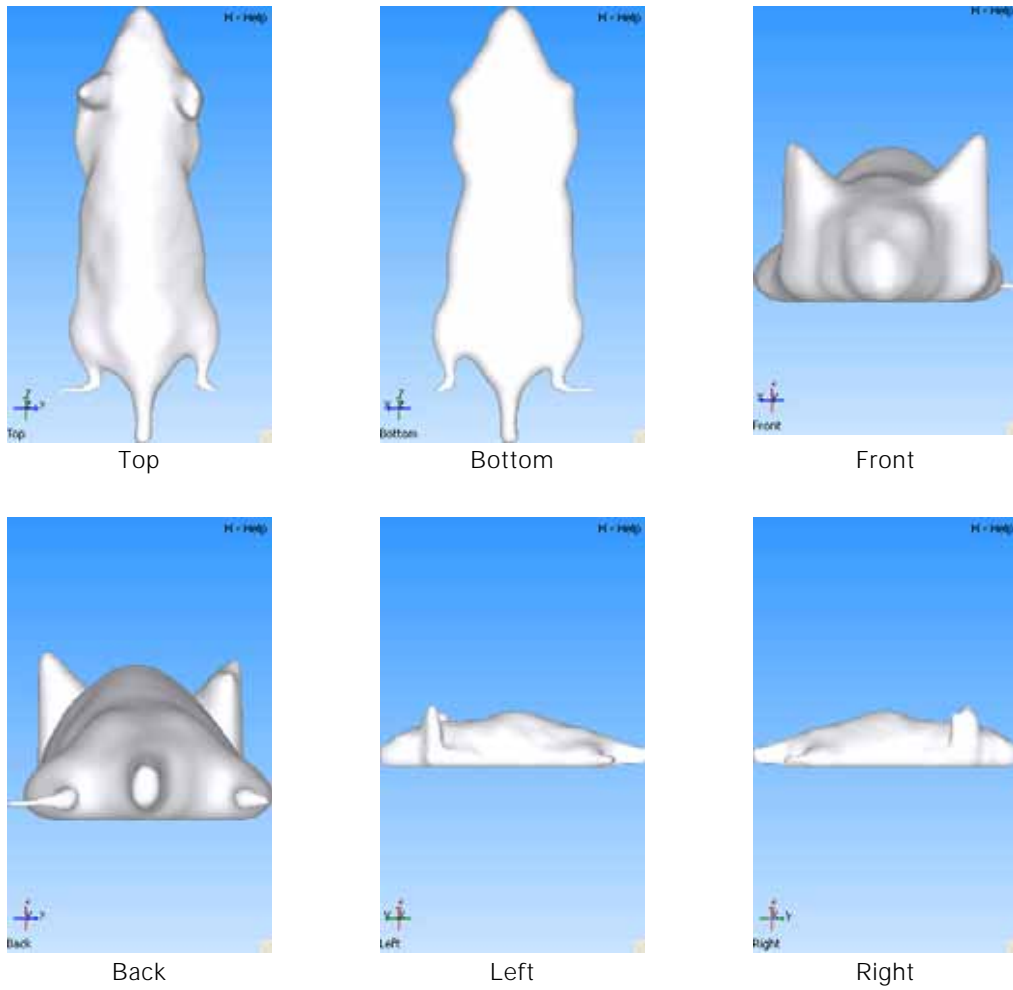 H - Help
H - Help
H - Help
Top
Bottom
Front
Top
Bottom
Front
H - Help
H - Help
H - Help
Back
Left
Right
Back
Left
Right